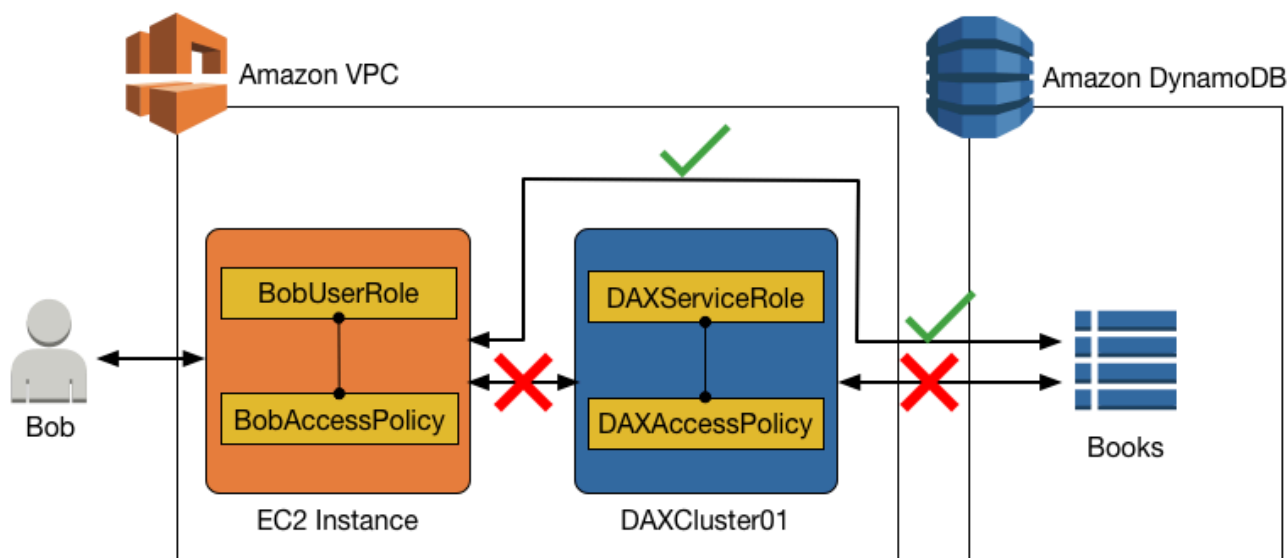 Amazon VPC
Amazon DynamoDB
BobUserRole
DAXServiceRole
BobAccessPolicy
DAXAccessPolicy
Bob
Books
EC2 Instance
DAXCluster01